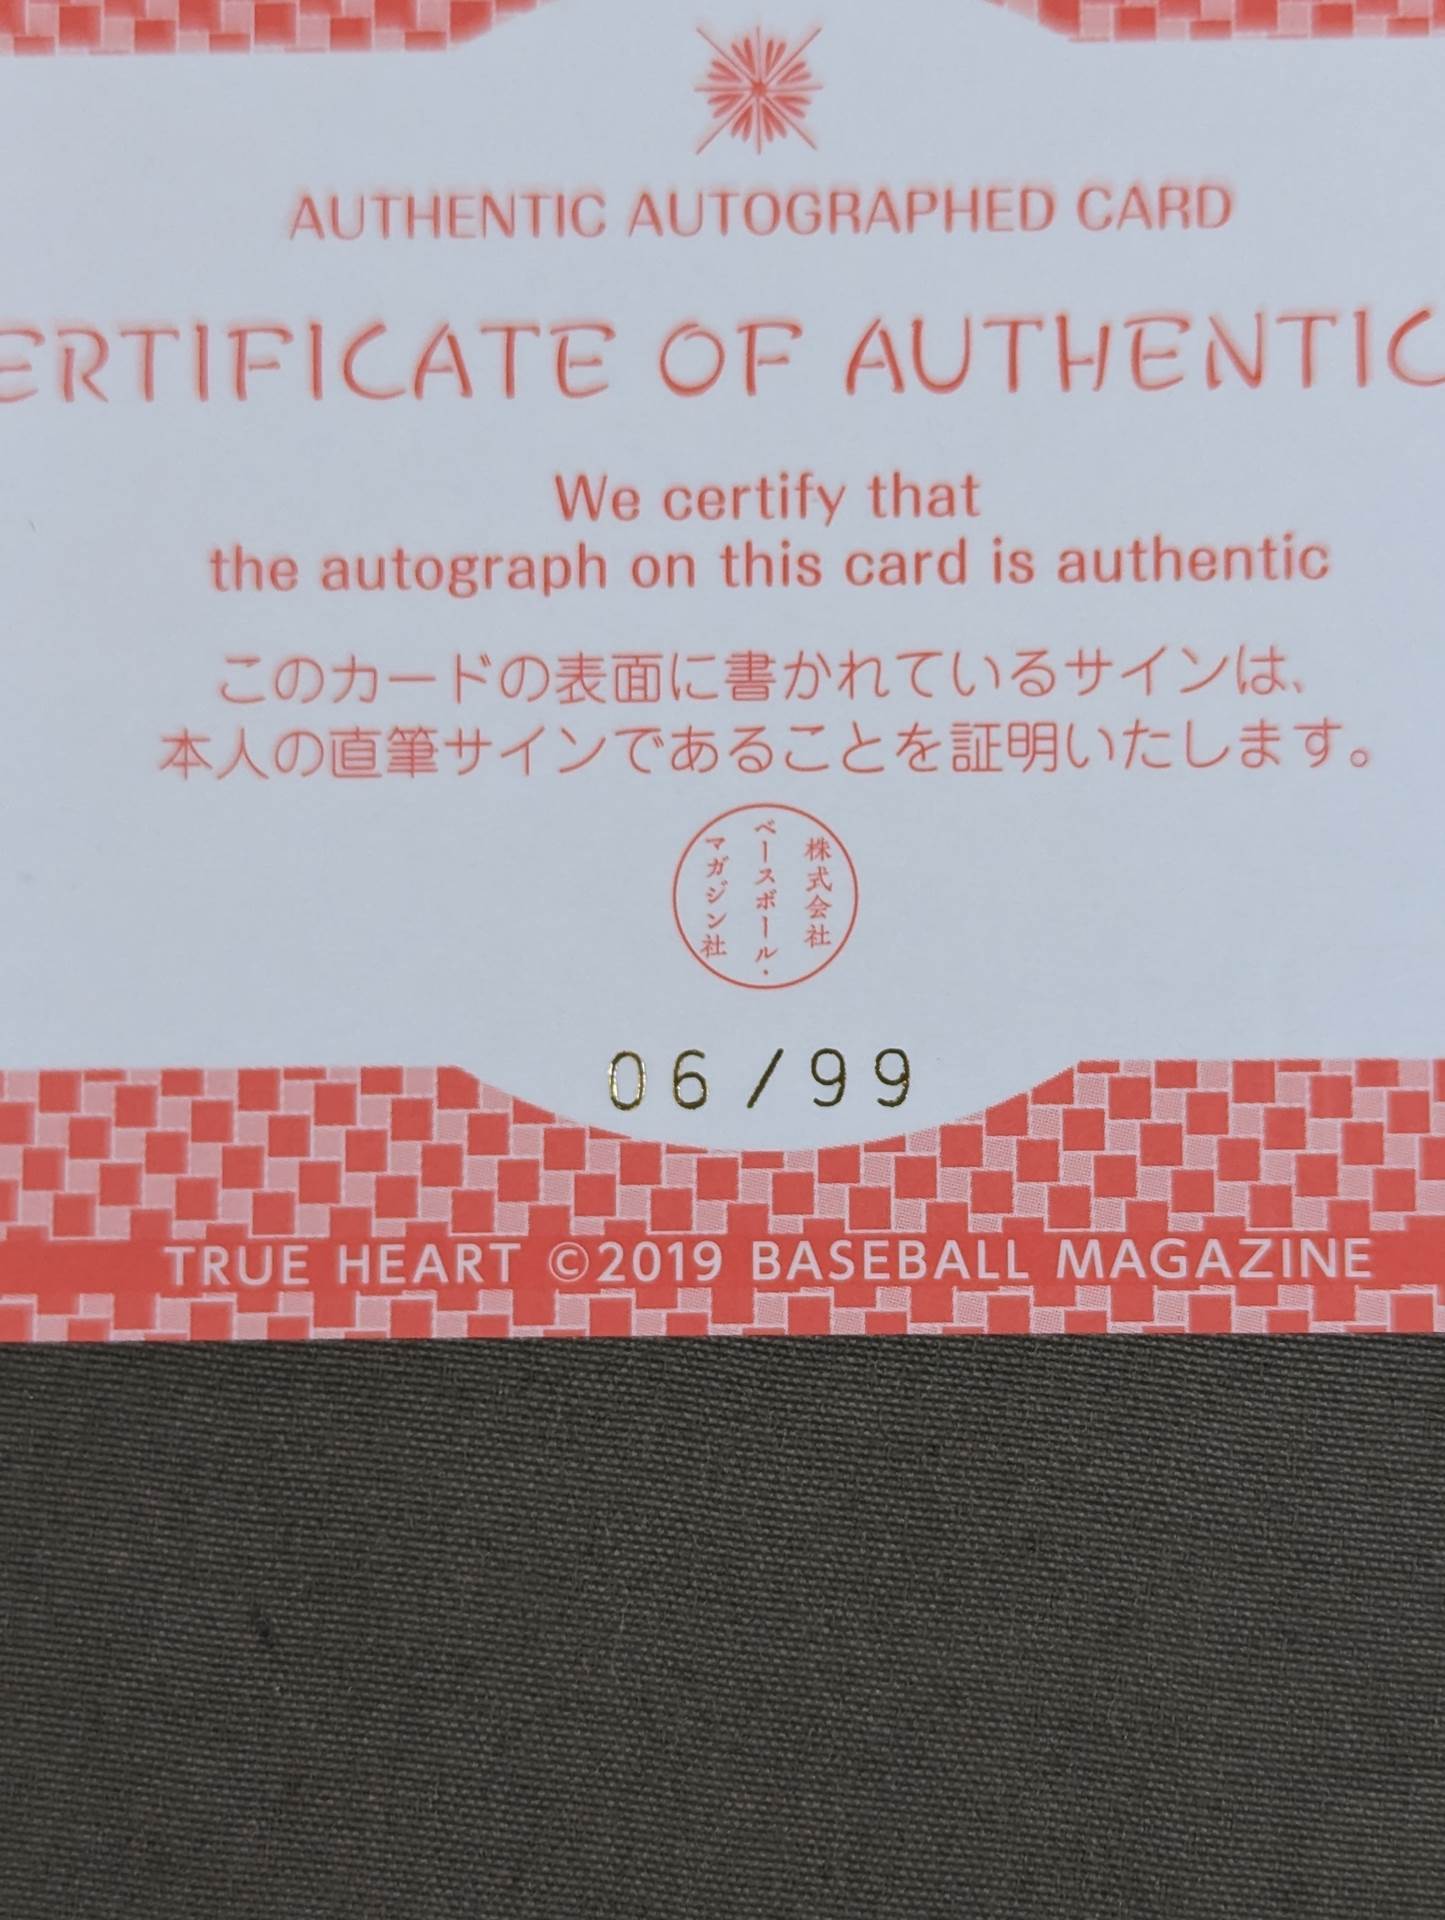 AUTHENTIC AUTOGRAPHED CARD
ERTIFICATE OF AUTHENTIC
We certify that
the autograph on this card is authentic
このカードの表面に書かれているサインは、
本人の直筆サインであることを証明いたします。
株式会社
ベースボール・
マガジン社
06/99
TRUE HEART ©2019 BASEBALL MAGAZINE